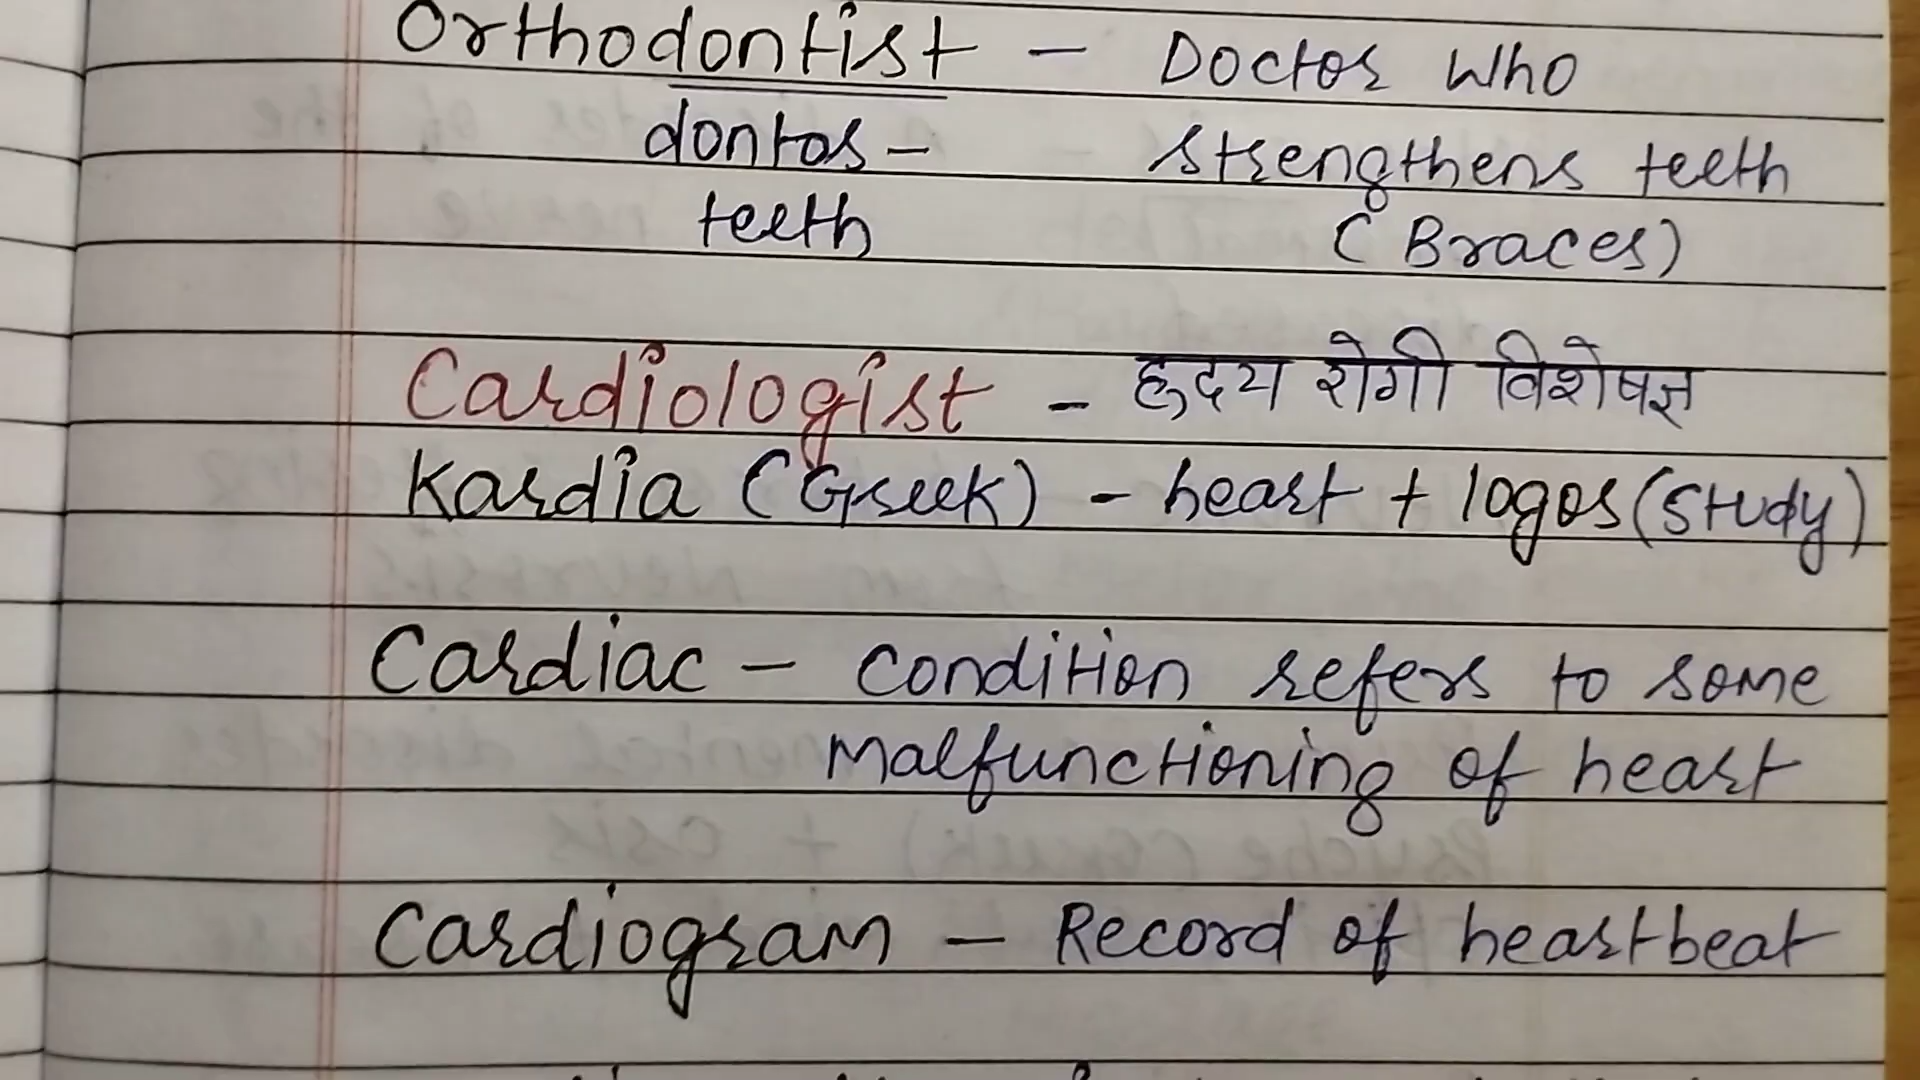 Orthodontist - Doctor who
dontos - strengthens teeth
teeth (Braces)
Cardiologist - हृदय रोगी विशेषज्ञ
Kardia (Greek) - heart + logos (study)
Cardiac - condition refers to some
malfunctioning of heart
Cardiogram - Record of heartbeat